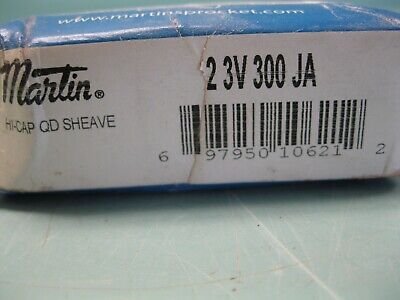 www.martinsprocket.com
Martin®
2 3V 300 JA
HI-CAP QD SHEAVE
6 97950 10621 2